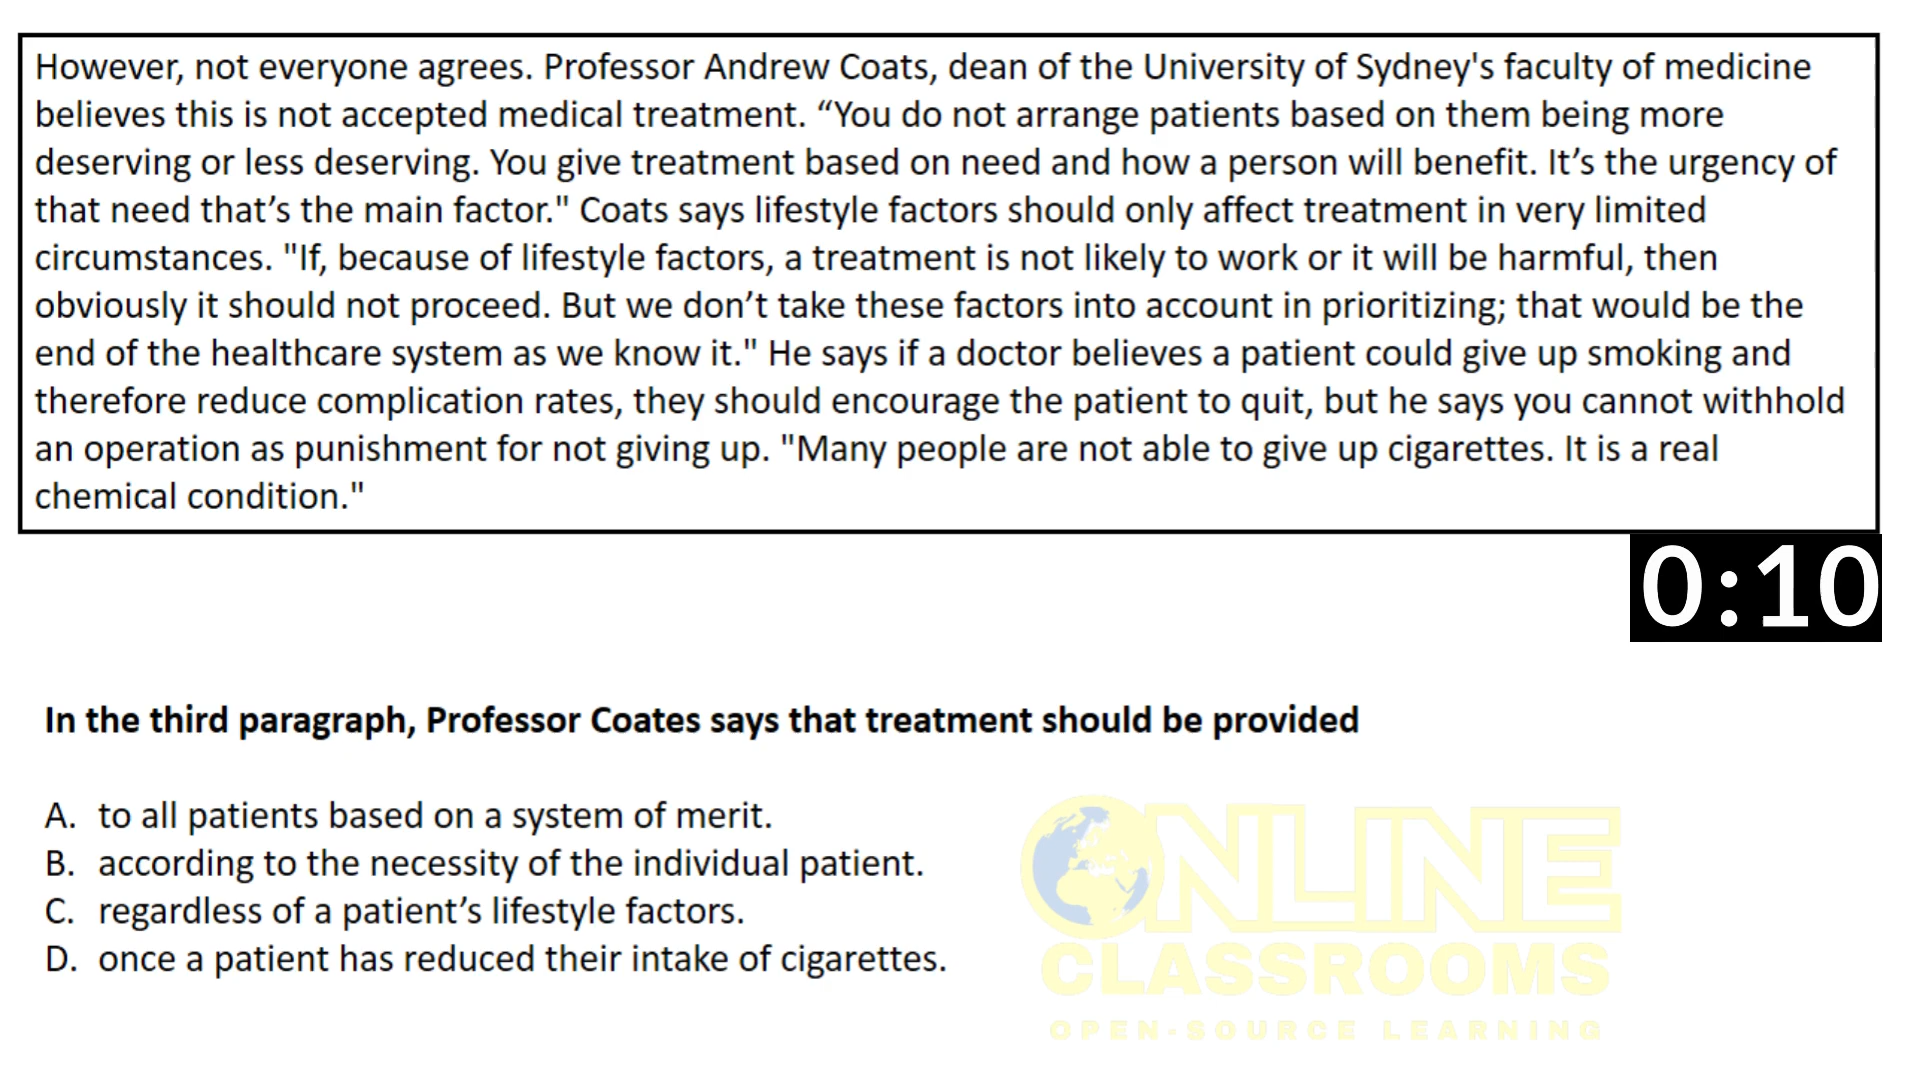 However, not everyone agrees. Professor Andrew Coats, dean of the University of Sydney's faculty of medicine
believes this is not accepted medical treatment. “You do not arrange patients based on them being more
deserving or less deserving. You give treatment based on need and how a person will benefit. It’s the urgency of
that need that’s the main factor." Coats says lifestyle factors should only affect treatment in very limited
circumstances. "If, because of lifestyle factors, a treatment is not likely to work or it will be harmful, then
obviously it should not proceed. But we don’t take these factors into account in prioritizing; that would be the
end of the healthcare system as we know it." He says if a doctor believes a patient could give up smoking and
therefore reduce complication rates, they should encourage the patient to quit, but he says you cannot withhold
an operation as punishment for not giving up. "Many people are not able to give up cigarettes. It is a real
chemical condition."
0:10
In the third paragraph, Professor Coates says that treatment should be provided
A. to all patients based on a system of merit.
B. according to the necessity of the individual patient.
C. regardless of a patient’s lifestyle factors.
D. once a patient has reduced their intake of cigarettes.
ONLINE
CLASSROOMS
OPEN-SOURCE LEARNING